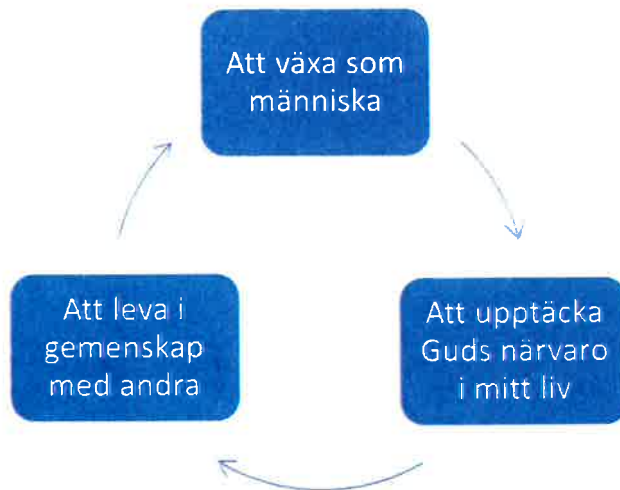 Att växa som
människa
Att upptäcka
Guds närvaro
i mitt liv
Att leva i
gemenskap
med andra